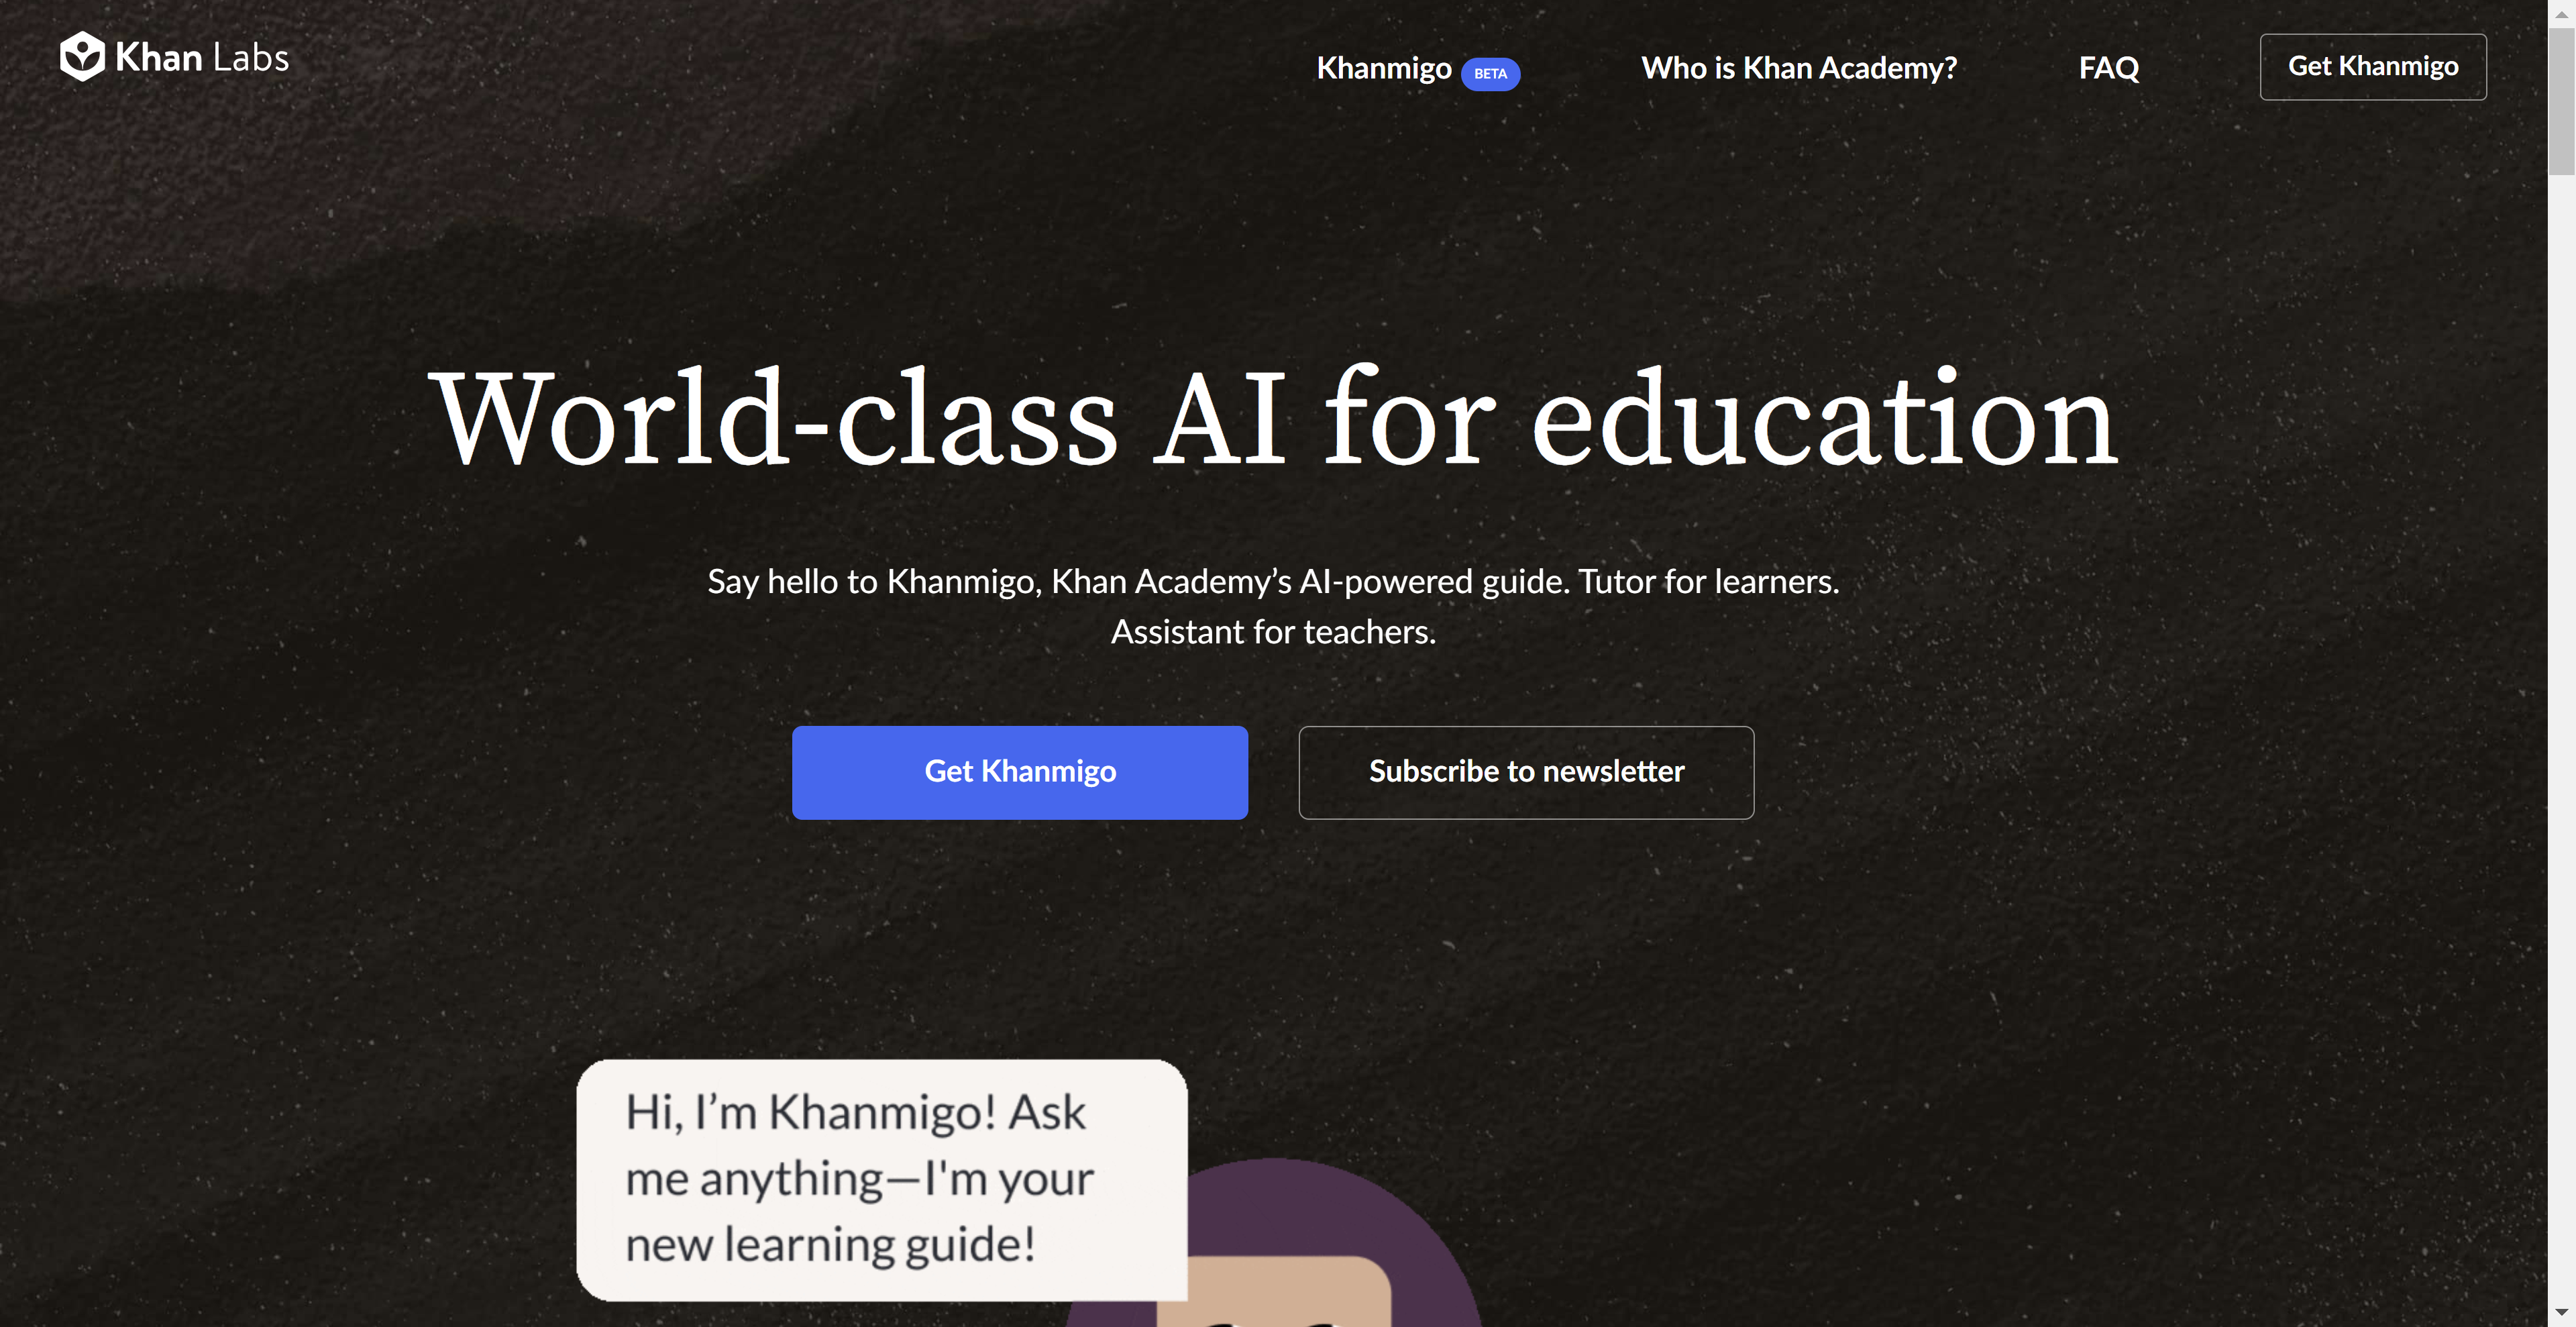 Khan Labs
Khanmigo BETA
Who is Khan Academy?
FAQ
Get Khanmigo
World-class AI for education
Say hello to Khanmigo, Khan Academy’s AI-powered guide. Tutor for learners.
Assistant for teachers.
Get Khanmigo
Subscribe to newsletter
Hi, I’m Khanmigo! Ask
me anything—I'm your
new learning guide!